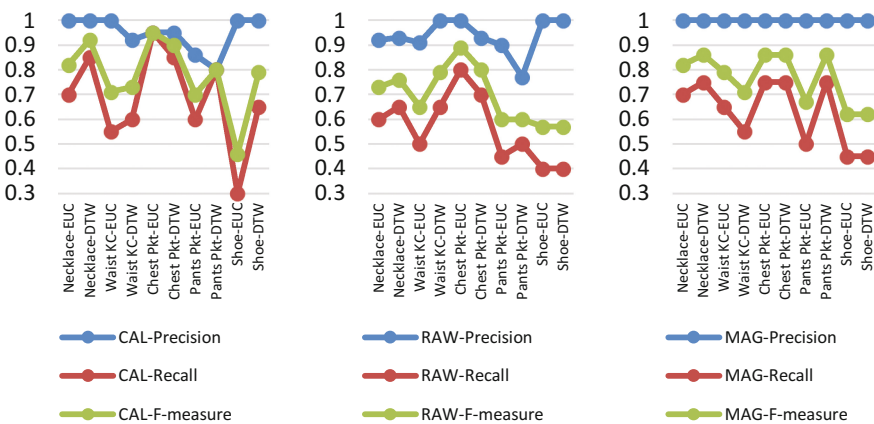 1
0.9
0.8
0.7
0.6
0.5
0.4
0.3
Necklace-EUC
Necklace-DTW
Waist KC-EUC
Waist KC-DTW
Chest Pkt-EUC
Chest Pkt-DTW
Pants Pkt-EUC
Pants Pkt-DTW
Shoe-EUC
Shoe-DTW
CAL-Precision
CAL-Recall
CAL-F-measure
1
0.9
0.8
0.7
0.6
0.5
0.4
0.3
Necklace-EUC
Necklace-DTW
Waist KC-EUC
Waist KC-DTW
Chest Pkt-EUC
Chest Pkt-DTW
Pants Pkt-EUC
Pants Pkt-DTW
Shoe-EUC
Shoe-DTW
RAW-Precision
RAW-Recall
RAW-F-measure
1
0.9
0.8
0.7
0.6
0.5
0.4
0.3
Necklace-EUC
Necklace-DTW
Waist KC-EUC
Waist KC-DTW
Chest Pkt-EUC
Chest Pkt-DTW
Pants Pkt-EUC
Pants Pkt-DTW
Shoe-EUC
Shoe-DTW
MAG-Precision
MAG-Recall
MAG-F-measure